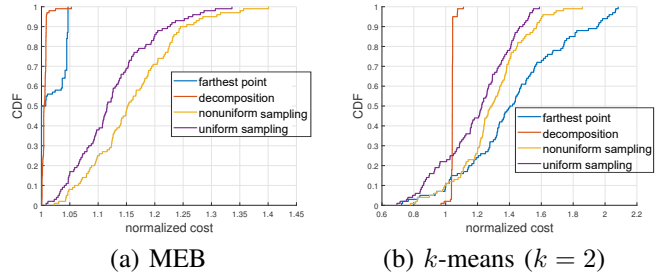 1
0.9
0.8
0.7
0.6
0.5
0.4
0.3
0.2
0.1
0
CDF
farthest point
decomposition
nonuniform sampling
uniform sampling
1 1.05 1.1 1.15 1.2 1.25 1.3 1.35 1.4 1.45
normalized cost
(a) MEB
1
0.9
0.8
0.7
0.6
0.5
0.4
0.3
0.2
0.1
0
CDF
farthest point
decomposition
nonuniform sampling
uniform sampling
0.6 0.8 1 1.2 1.4 1.6 1.8 2 2.2
normalized cost
(b) k-means (k = 2)